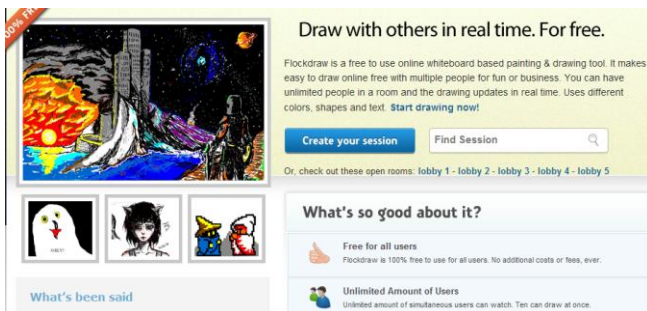 100% FREE
Draw with others in real time. For free.
Flockdraw is a free to use online whiteboard based painting & drawing tool. It makes
easy to draw online free with multiple people for fun or business. You can have
unlimited people in a room and the drawing updates in real time. Uses different
colors, shapes and text. Start drawing now!
Create your session
Find Session
Or, check out these open rooms: lobby 1 - lobby 2 - lobby 3 - lobby 4 - lobby 5
What's so good about it?
Free for all users
Flockdraw is 100% free to use for all users. No additional costs or fees, ever.
Unlimited Amount of Users
Unlimited amount of simultaneous users can watch. Ten can draw at once.
What's been said